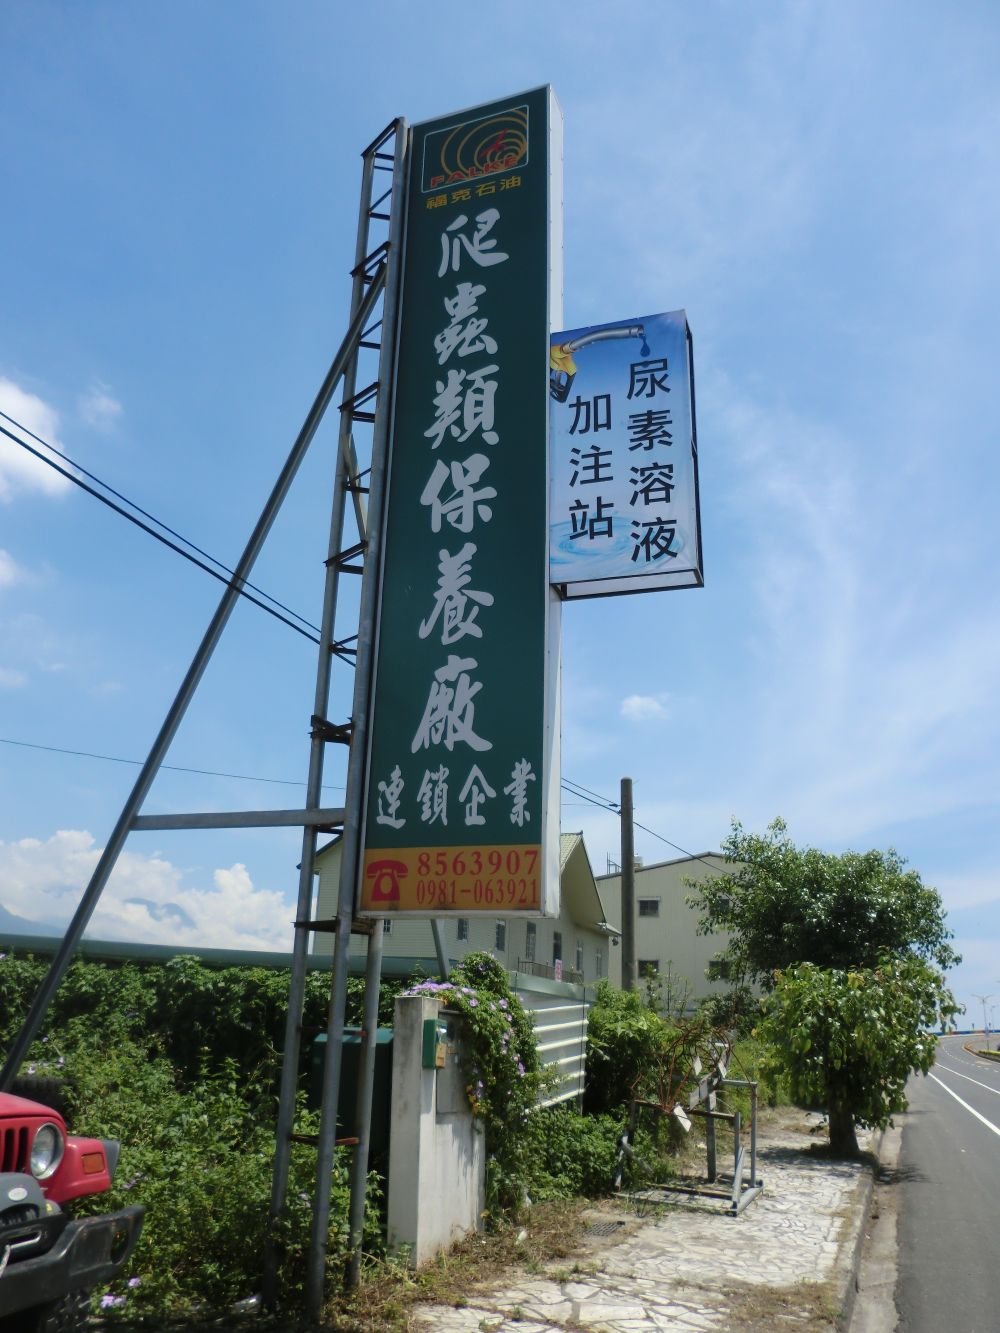 FALKE
福克石油
爬蟲類保養廠
連鎖企業
8563907
0981-063921
尿素溶液
加注站